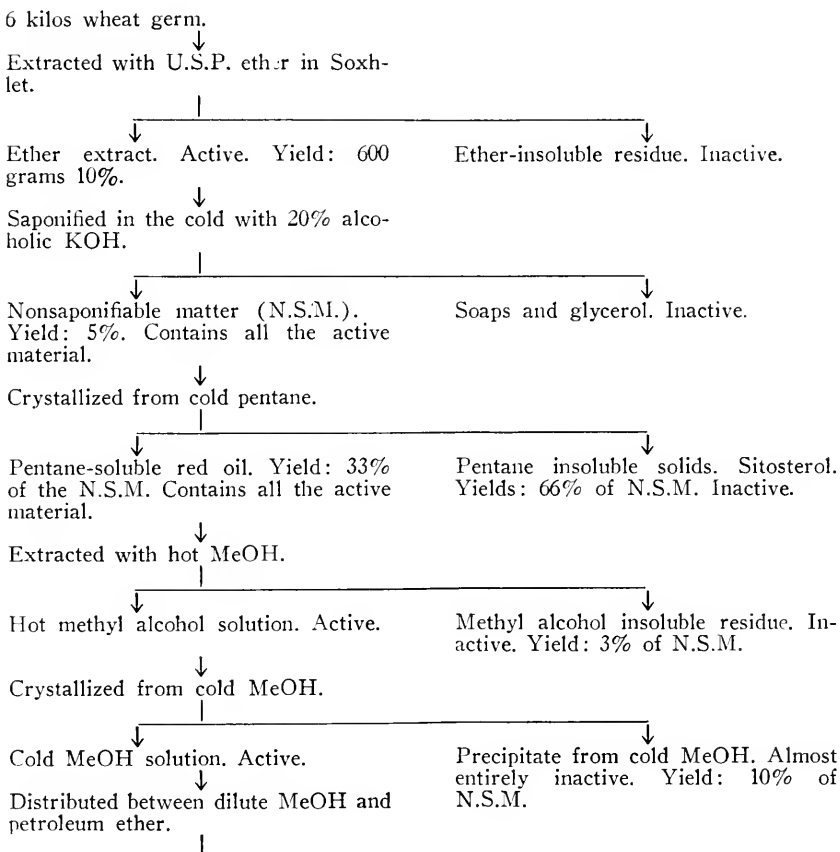 6 kilos wheat germ.
Extracted with U.S.P. ether in Soxh-
let.
Ether extract. Active. Yield: 600
grams 10%.
Ether-insoluble residue. Inactive.
Saponified in the cold with 20% alco-
holic KOH.
Nonsaponifiable matter (N.S.M.).
Yield: 5%. Contains all the active
material.
Soaps and glycerol. Inactive.
Crystallized from cold pentane.
Pentane-soluble red oil. Yield: 33%
of the N.S.M. Contains all the active
material.
Pentane insoluble solids. Sitosterol.
Yields: 66% of N.S.M. Inactive.
Extracted with hot MeOH.
Hot methyl alcohol solution. Active.
Methyl alcohol insoluble residue. In-
active. Yield: 3% of N.S.M.
Crystallized from cold MeOH.
Cold MeOH solution. Active.
Precipitate from cold MeOH. Almost
entirely inactive. Yield: 10% of
N.S.M.
Distributed between dilute MeOH and
petroleum ether.